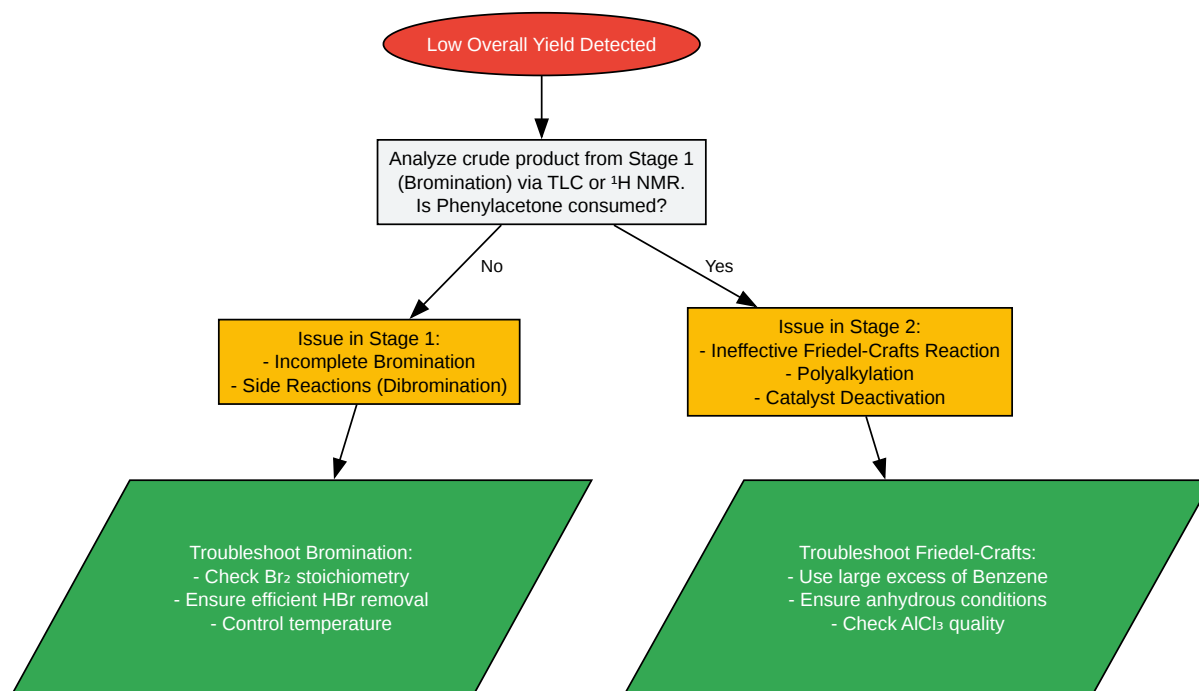 Low Overall Yield Detected
Analyze crude product from Stage 1
(Bromination) via TLC or ¹H NMR.
Is Phenylacetone consumed?
No
Yes
Issue in Stage 1:
- Incomplete Bromination
- Side Reactions (Dibromination)
Issue in Stage 2:
- Ineffective Friedel-Crafts Reaction
- Polyalkylation
- Catalyst Deactivation
Troubleshoot Bromination:
- Check Br₂ stoichiometry
- Ensure efficient HBr removal
- Control temperature
Troubleshoot Friedel-Crafts:
- Use large excess of Benzene
- Ensure anhydrous conditions
- Check AlCl₃ quality